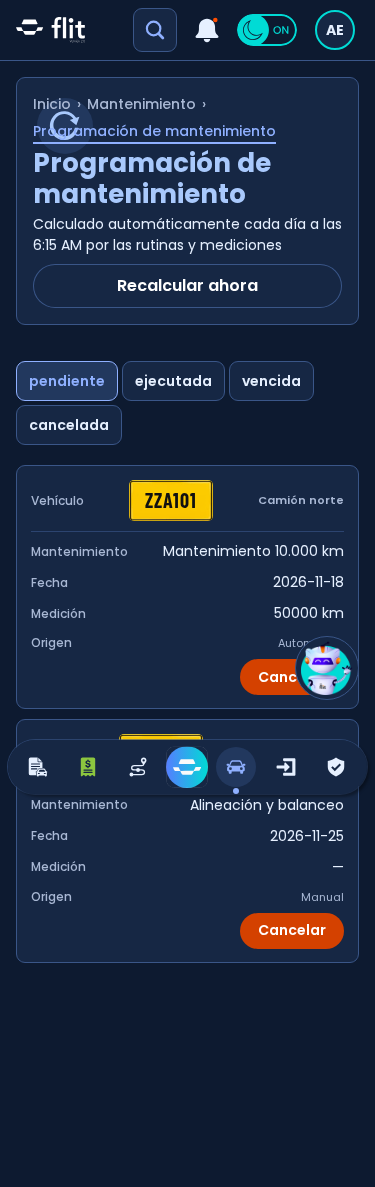 flit
ON
AE
Inicio › Mantenimiento ›
Programación de mantenimiento
Programación de
mantenimiento
Calculado automáticamente cada día a las
6:15 AM por las rutinas y mediciones
Recalcular ahora
pendiente
ejecutada
vencida
cancelada
Vehículo
ZZA101
Camión norte
Mantenimiento
Mantenimiento 10.000 km
Fecha
2026-11-18
Medición
50000 km
Origen
Mantenimiento
Alineación y balanceo
Fecha
2026-11-25
Medición
—
Origen
Manual
Cancelar